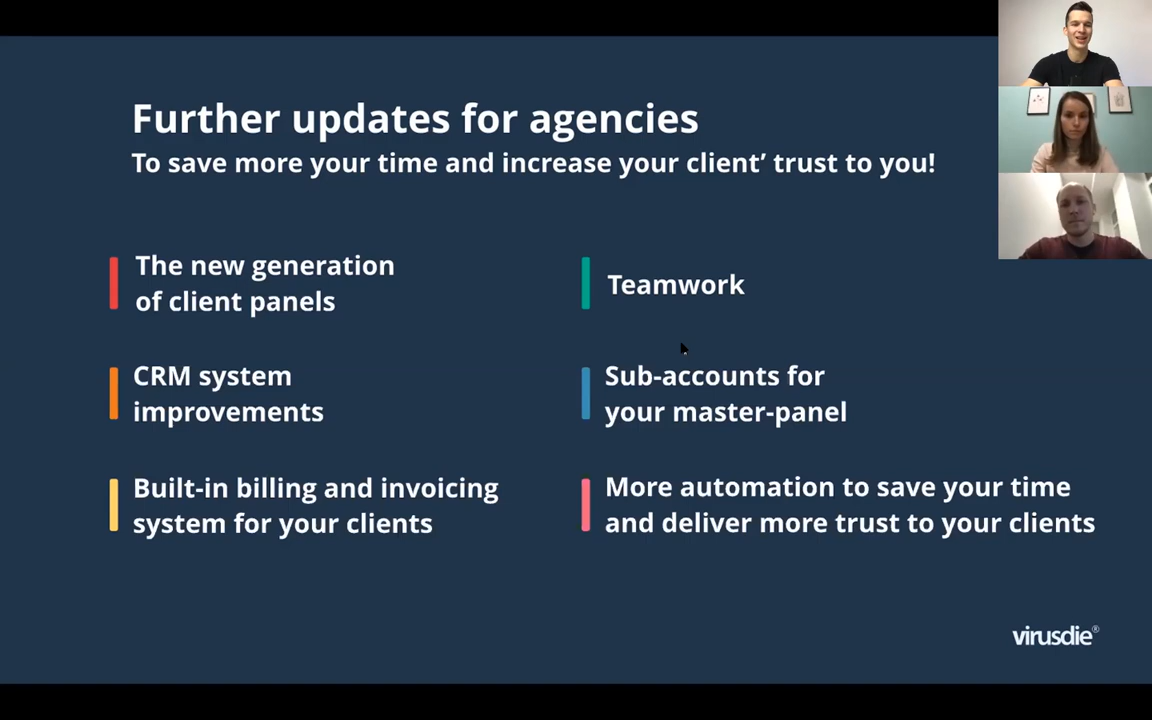 Further updates for agencies
To save more your time and increase your client’ trust to you!
The new generation
of client panels
Teamwork
CRM system
improvements
Sub-accounts for
your master-panel
Built-in billing and invoicing
system for your clients
More automation to save your time
and deliver more trust to your clients
virusdie®